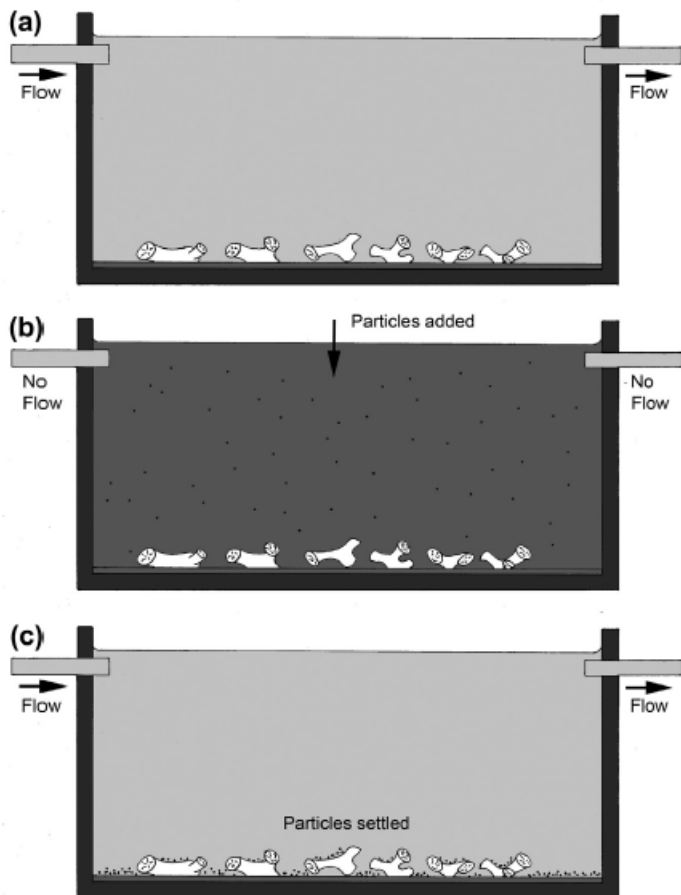 (a)
Flow
Flow
(b)
Particles added
No
Flow
No
Flow
(c)
Flow
Flow
Particles settled